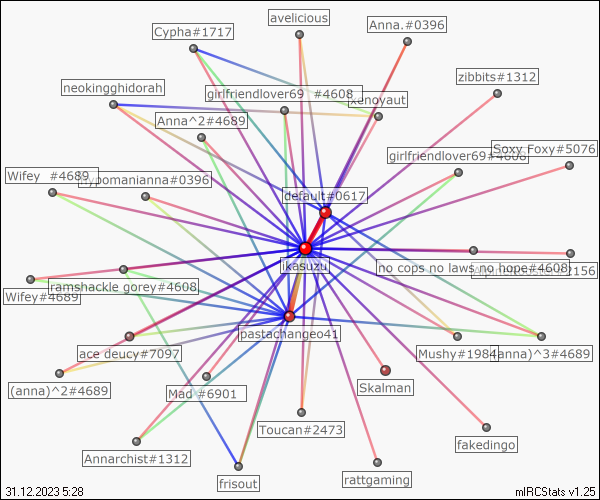 avelicious
Anna.#0396
Cypha#1717
zibbits#1312
neokingghidorah
girlfriendlover69 #4608
xenoyaut
Anna^2#4689
Soxy Foxy#5076
girlfriendlover69#4608
Wifey #4689
hypomanianna#0396
default#0617
ikasuzu
no cops no laws no hope#4608
2156
Wifey#4689
ramshackle gorey#4608
pastachangeo41
ace deucy#7097
Mushy#1984
(anna)^3#4689
(anna)^2#4689
Mad #6901
Skalman
Toucan#2473
fakedingo
Annarchist#1312
frisout
rattgaming
31.12.2023 5:28
mIRCStats v1.25